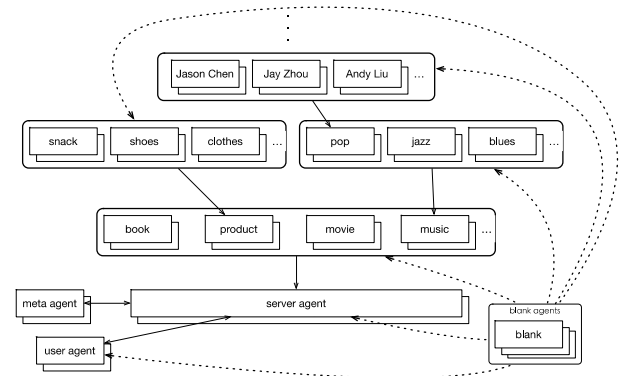 Jason Chen Jay Zhou Andy Liu ...
snack shoes clothes ... pop jazz blues ...
book product movie music ...
meta agent server agent blank agents
blank
user agent